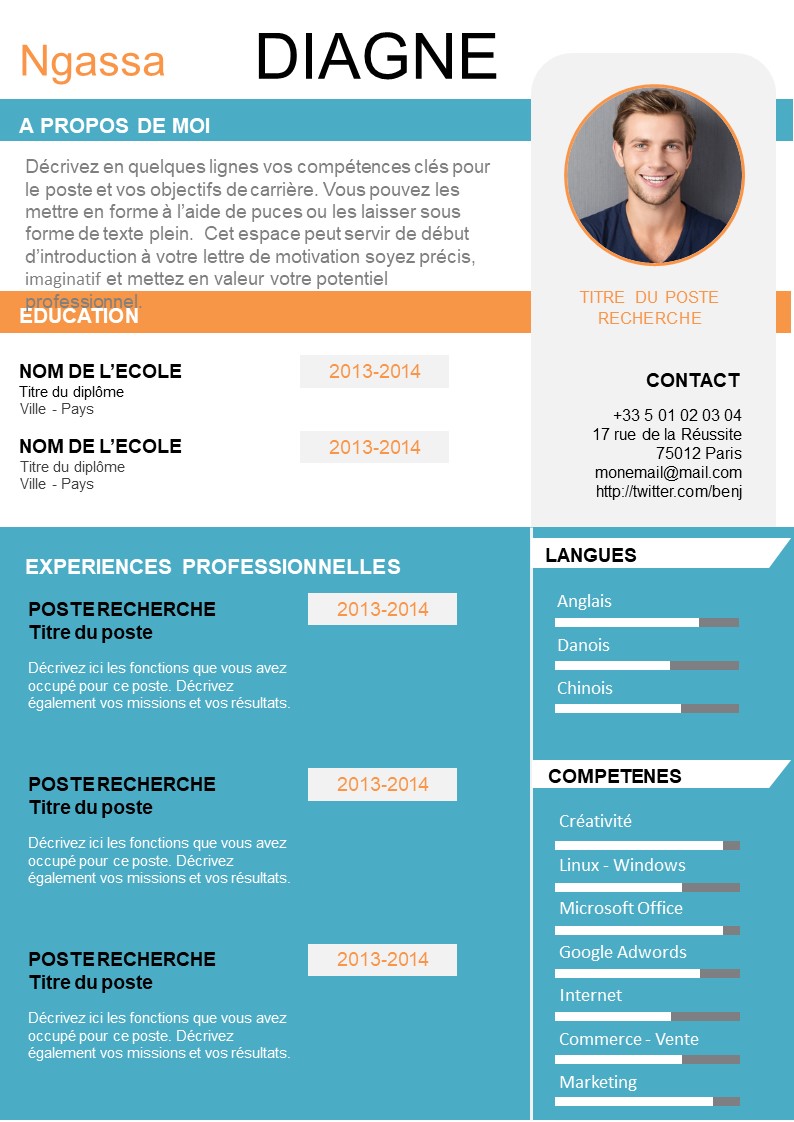 Ngassa DIAGNE
A PROPOS DE MOI
Décrivez en quelques lignes vos compétences clés pour
le poste et vos objectifs de carrière. Vous pouvez les
mettre en forme à l’aide de puces ou les laisser sous
forme de texte plein. Cet espace peut servir de début
d’introduction à votre lettre de motivation soyez précis,
imaginatif et mettez en valeur votre potentiel
professionnel.
EDUCATION
NOM DE L’ECOLE 2013-2014
Titre du diplôme
Ville - Pays
NOM DE L’ECOLE 2013-2014
Titre du diplôme
Ville - Pays
TITRE DU POSTE
RECHERCHE
CONTACT
+33 5 01 02 03 04
17 rue de la Réussite
75012 Paris
monemail@mail.com
http://twitter.com/benj
EXPERIENCES PROFESSIONNELLES
POSTE RECHERCHE 2013-2014
Titre du poste
Décrivez ici les fonctions que vous avez
occupé pour ce poste. Décrivez
également vos missions et vos résultats.
POSTE RECHERCHE 2013-2014
Titre du poste
Décrivez ici les fonctions que vous avez
occupé pour ce poste. Décrivez
également vos missions et vos résultats.
POSTE RECHERCHE 2013-2014
Titre du poste
Décrivez ici les fonctions que vous avez
occupé pour ce poste. Décrivez
également vos missions et vos résultats.
LANGUES
Anglais
Danois
Chinois
COMPETENES
Créativité
Linux - Windows
Microsoft Office
Google Adwords
Internet
Commerce - Vente
Marketing